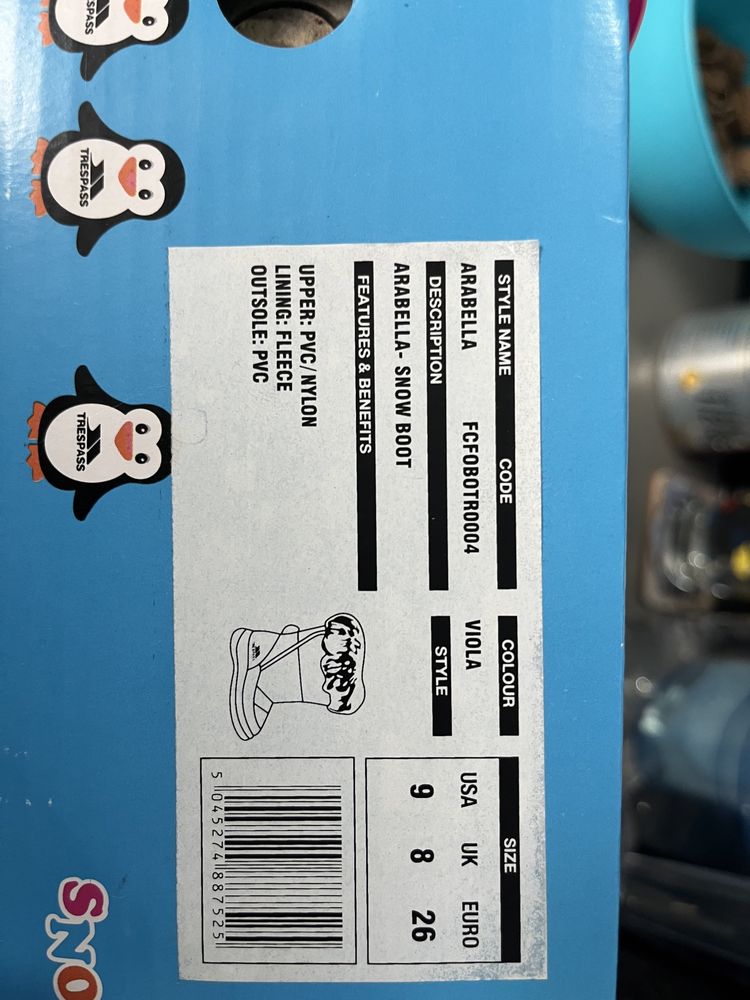 TRESPASS
TRESPASS
TRESPASS
STYLE NAME CODE COLOUR SIZE
ARABELLA FCFOBOTR0004 VIOLA USA UK EURO
DESCRIPTION STYLE 9 8 26
ARABELLA- SNOW BOOT
FEATURES & BENEFITS
UPPER: PVC/NYLON
LINING: FLEECE
OUTSOLE: PVC
5 045274 887525
SNO